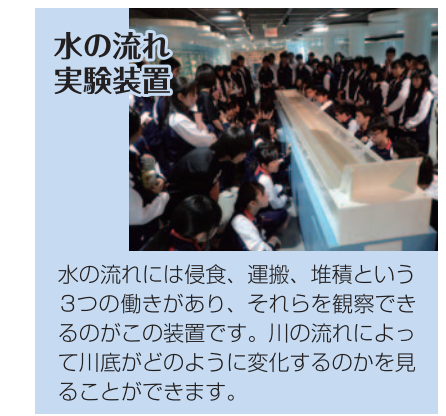 水の流れ
実験装置
水の流れには侵食、運搬、堆積という
３つの働きがあり、それらを観察でき
るのがこの装置です。川の流れによっ
て川底がどのように変化するのかを見
ることができます。